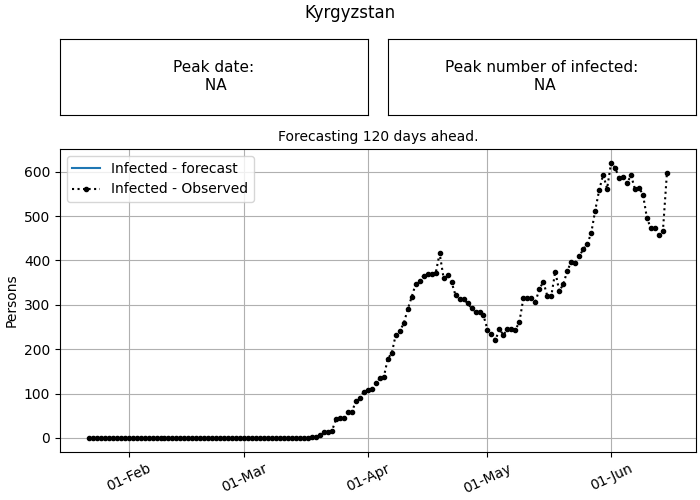 Kyrgyzstan
Peak date:
NA
Peak number of infected:
NA
Forecasting 120 days ahead.
Infected - forecast
Infected - Observed
Persons
600
500
400
300
200
100
0
01-Feb
01-Mar
01-Apr
01-May
01-Jun